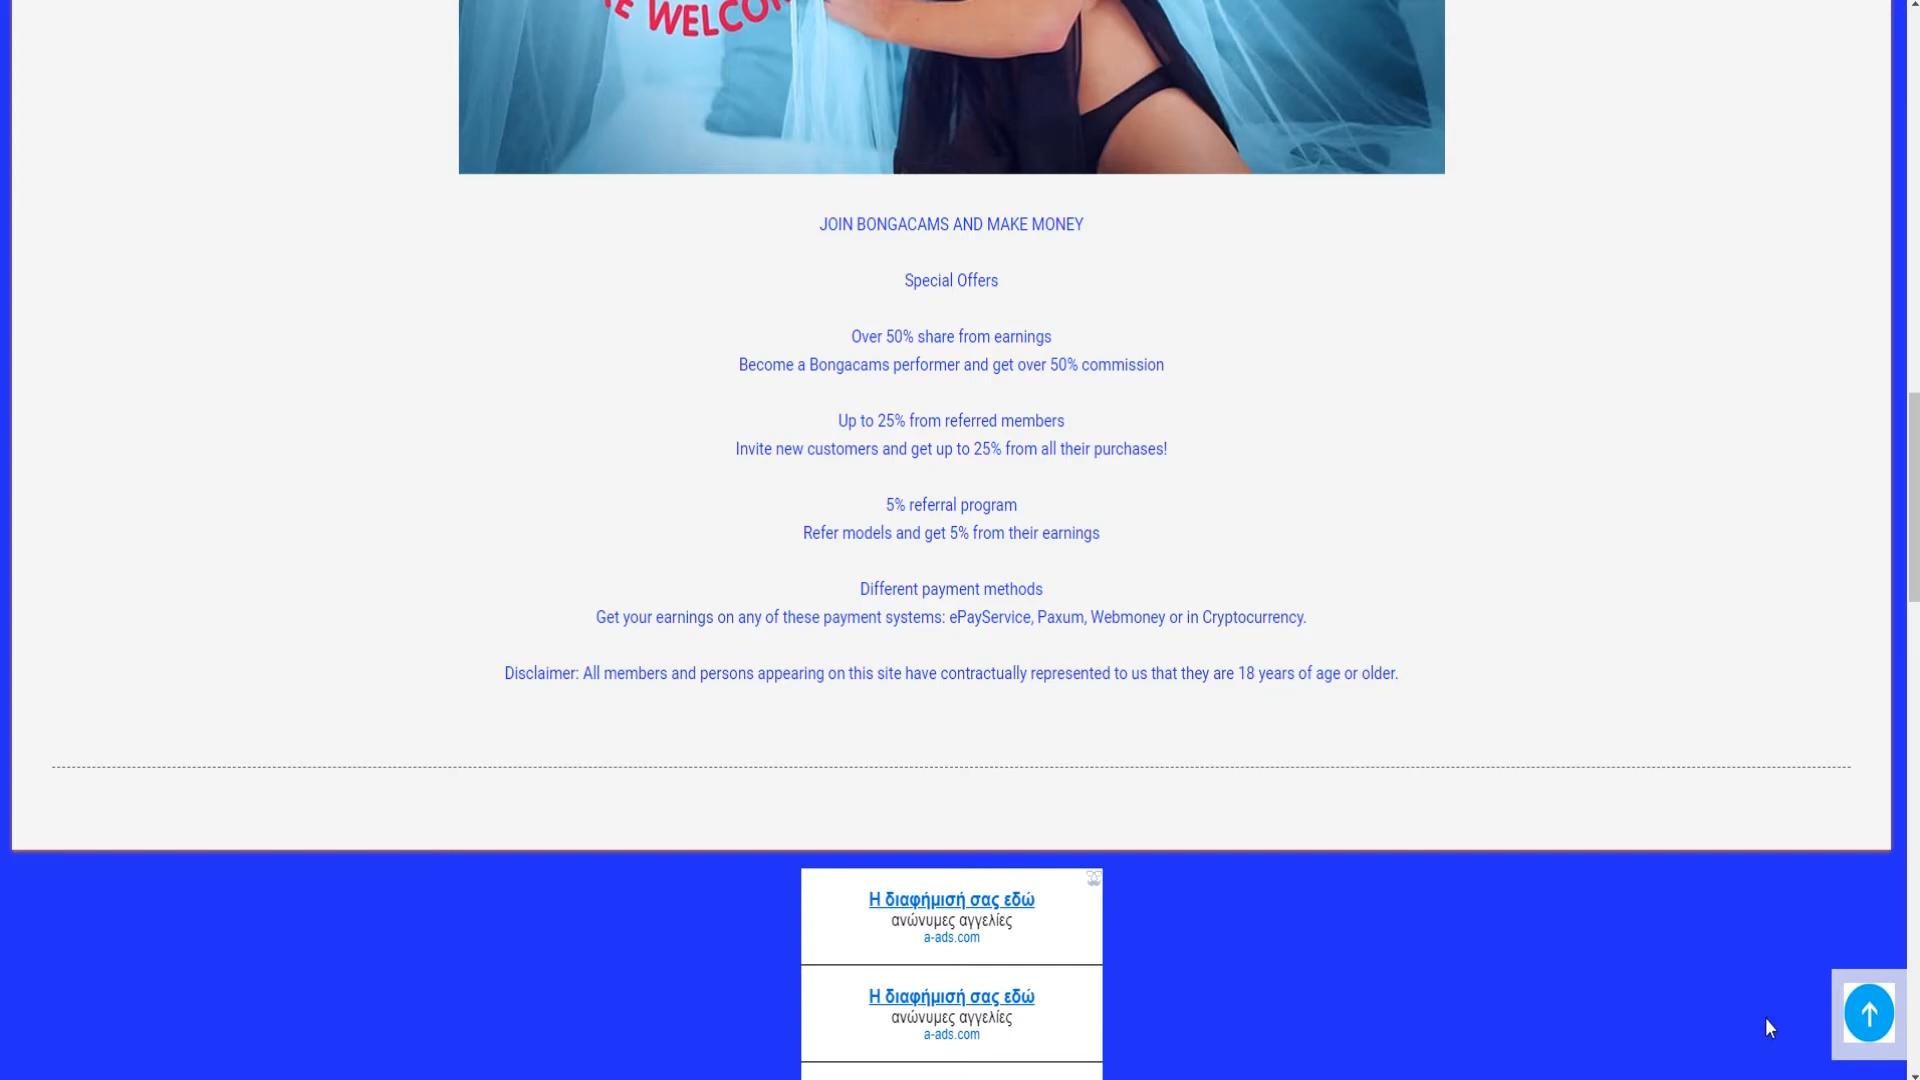 WELCO
JOIN BONGACAMS AND MAKE MONEY
Special Offers
Over 50% share from earnings
Become a Bongacams performer and get over 50% commission
Up to 25% from referred members
Invite new customers and get up to 25% from all their purchases!
5% referral program
Refer models and get 5% from their earnings
Different payment methods
Get your earnings on any of these payment systems: ePayService, Paxum, Webmoney or in Cryptocurrency.
Disclaimer: All members and persons appearing on this site have contractually represented to us that they are 18 years of age or older.
Η διαφήμισή σας εδώ
ανώνυμες αγγελίες
a-ads.com
Η διαφήμισή σας εδώ
ανώνυμες αγγελίες
a-ads.com